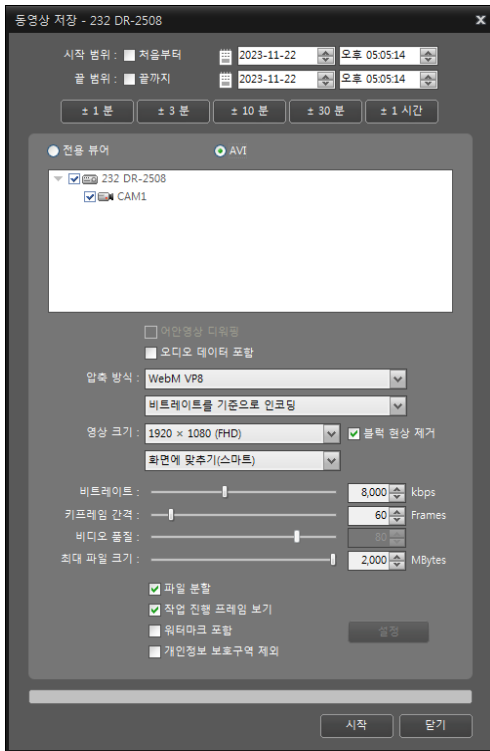 동영상 저장 - 232 DR-2508 x
시작 범위 : 처음부터 2023-11-22 오후 05:05:14
끝 범위 : 끝까지 2023-11-22 오후 05:05:14
± 1 분 ± 3 분 ± 10 분 ± 30 분 ± 1 시간
전용 뷰어 AVI
232 DR-2508
CAM1
어안영상 디워핑
오디오 데이터 포함
압축 방식 : WebM VP8
비트레이트를 기준으로 인코딩
영상 크기 : 1920 × 1080 (FHD) 블럭 현상 제거
화면에 맞추기(스마트)
비트레이트 : 8,000 kbps
키프레임 간격 : 60 Frames
비디오 품질 : 80
최대 파일 크기 : 2,000 MBytes
파일 분할
작업 진행 프레임 보기
워터마크 포함 설정
개인정보 보호구역 제외
시작 닫기